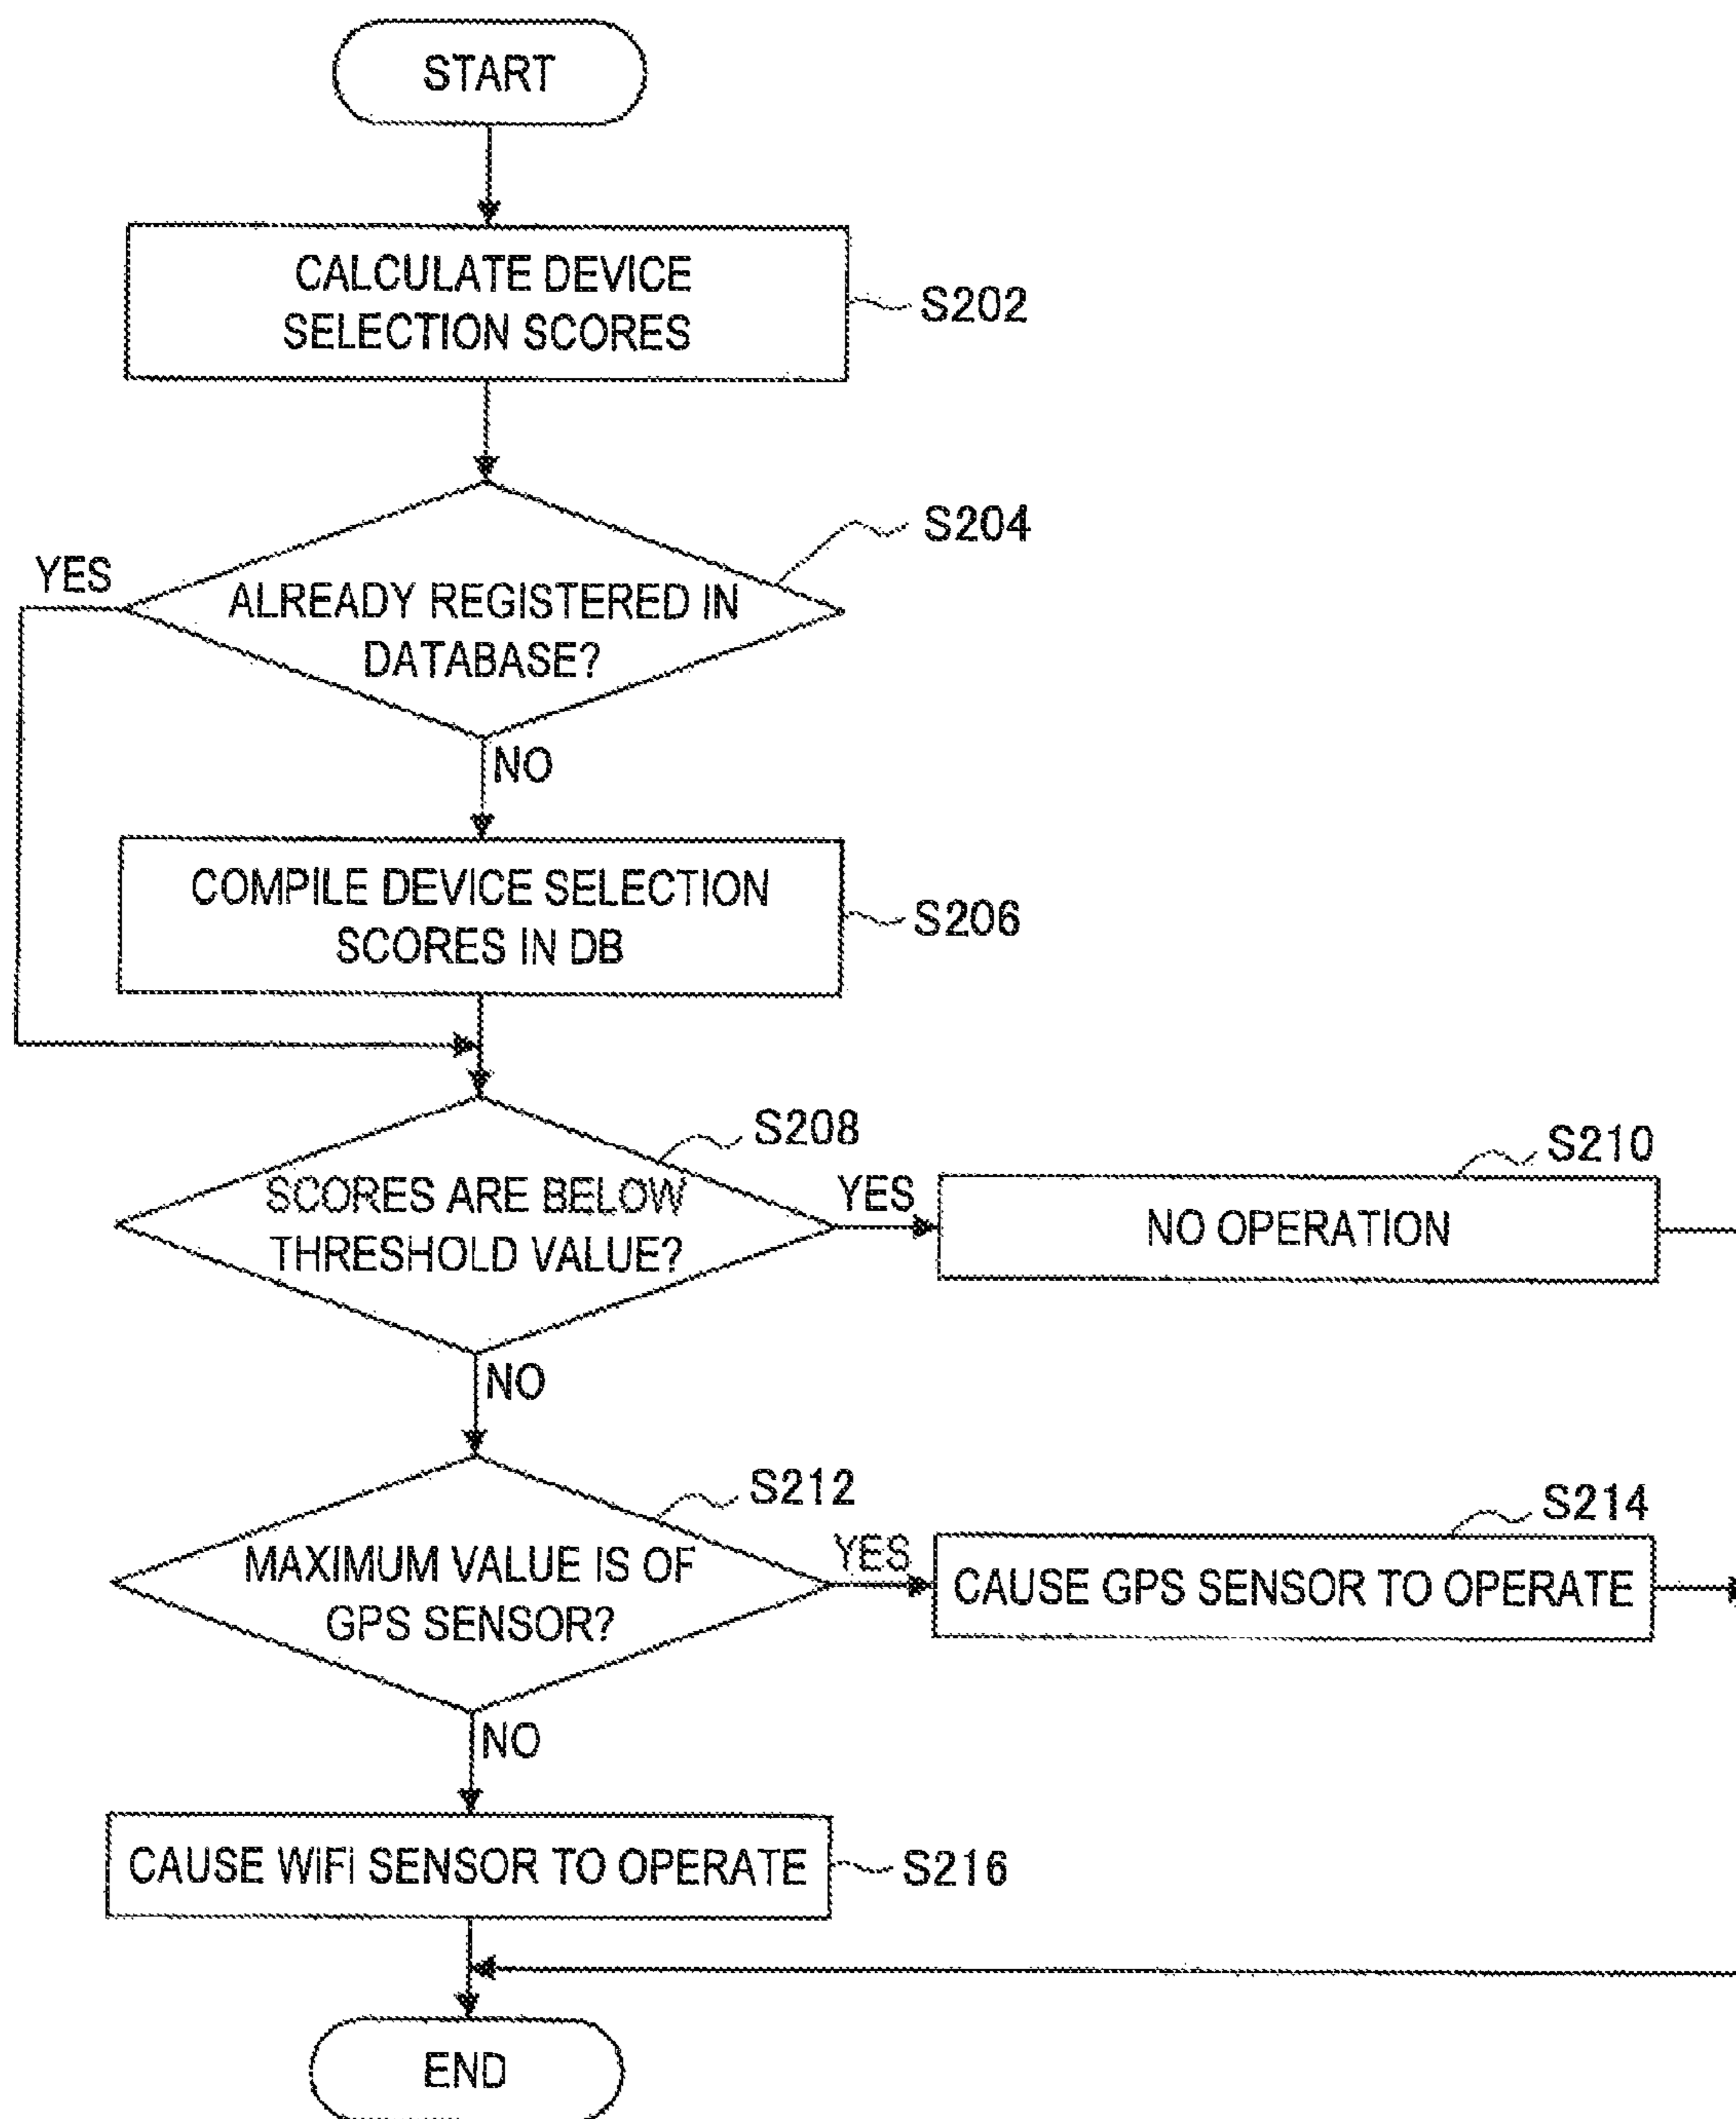 START
CALCULATE DEVICE
SELECTION SCORES
S202
S204
YES
ALREADY REGISTERED IN
DATABASE?
NO
COMPILE DEVICE SELECTION
SCORES IN DB
S206
S208
SCORES ARE BELOW
THRESHOLD VALUE?
YES
S210
NO OPERATION
NO
S212
MAXIMUM VALUE IS OF
GPS SENSOR?
YES
S214
CAUSE GPS SENSOR TO OPERATE
NO
CAUSE WiFi SENSOR TO OPERATE
S216
END